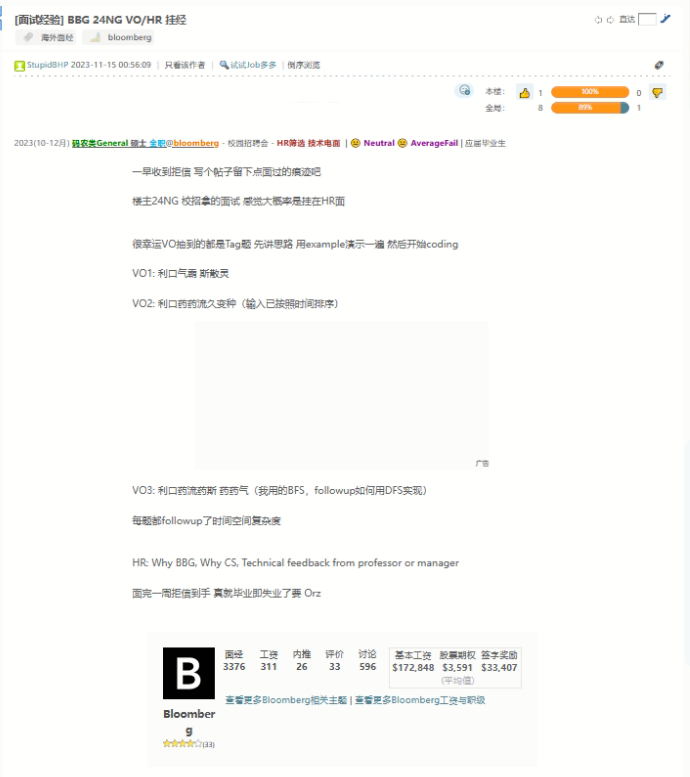 [面试经验] BBG 24NG VO/HR 挂经
直达
海外面经 bloomberg
StupidBHP 2023-11-15 00:56:09 | 只看该作者 | 试试Job多多 | 倒序浏览
本楼: 1 100% 0
全局: 8 89% 1
2023(10-12月) 码农类General 硕士 全职@bloomberg - 校园招聘会 - HR筛选 技术电面 | Neutral AverageFail | 应届毕业生
一早收到拒信 写个帖子留下点面过的痕迹吧
楼主24NG 校招拿的面试 感觉大概率是挂在HR面
很幸运VO抽到的都是Tag题 先讲思路 用example演示一遍 然后开始coding
VO1: 利口气霸 斯散灵
VO2: 利口药药流久变种（输入已按照时间排序）
广告
VO3: 利口药流药斯 药药气（我用的BFS，followup如何用DFS实现）
每题都followup了时间空间复杂度
HR: Why BBG, Why CS, Technical feedback from professor or manager
面完一周拒信到手 真就毕业即失业了要 Orz
B
Bloomberg
(33)
面经 工资 内推 评价 讨论
3376 311 26 33 596
基本工资 股票期权 签字奖励
$172,848 $3,591 $33,407
(平均值)
查看更多Bloomberg相关主题 | 查看更多Bloomberg工资与职级